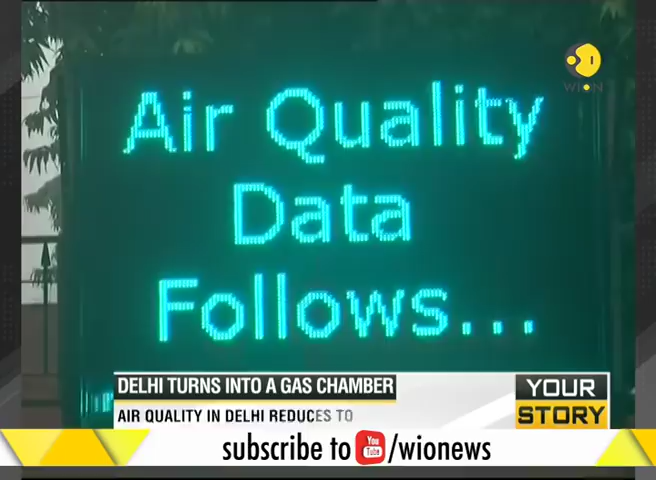 WION
Air Quality
Data
Follows...
DELHI TURNS INTO A GAS CHAMBER
YOUR
AIR QUALITY IN DELHI REDUCES TO
STORY
subscribe to You Tube /wionews